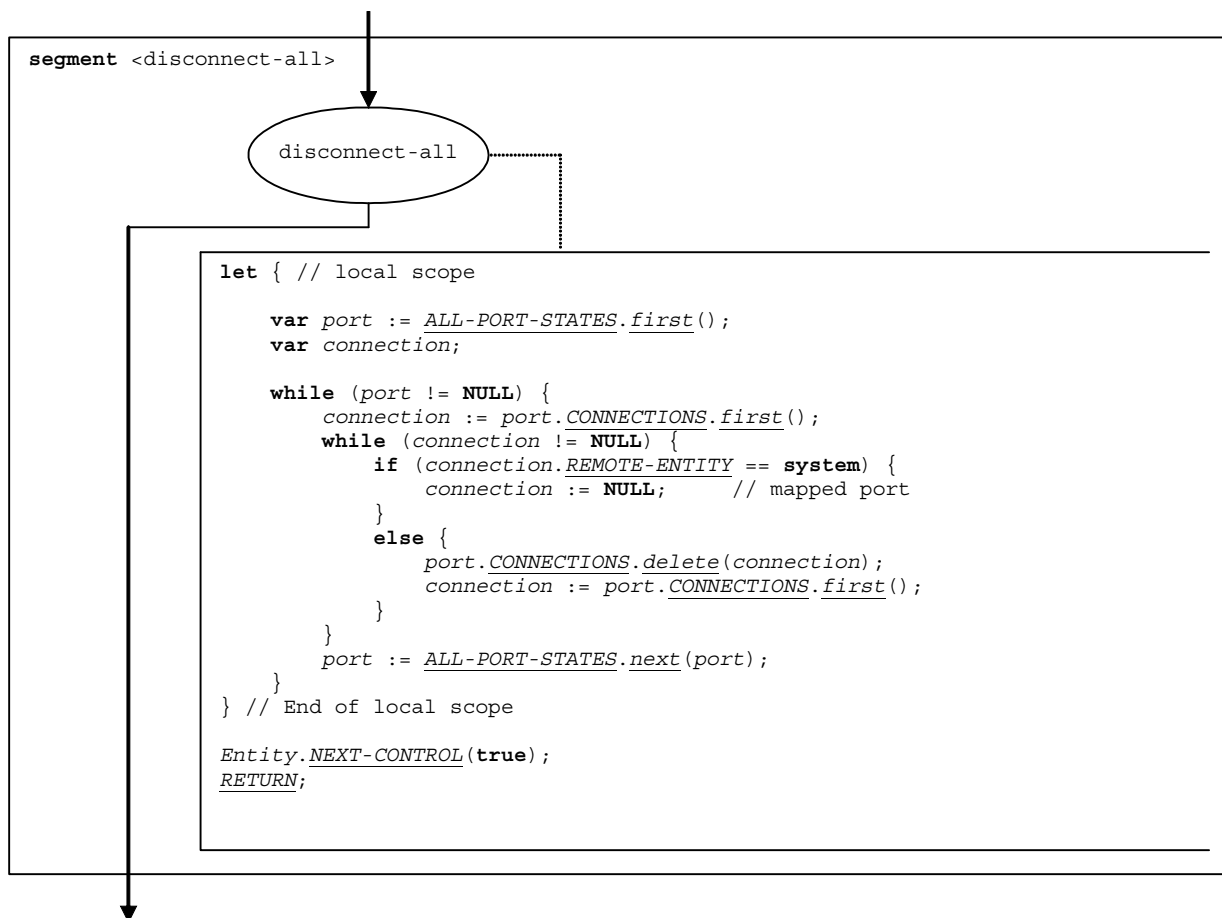 segment <disconnect-all>
disconnect-all
let { // local scope
var port := ALL-PORT-STATES.first();
var connection;
while (port != NULL) {
connection := port.CONNECTIONS.first();
while (connection != NULL) {
if (connection.REMOTE-ENTITY == system) {
connection := NULL; // mapped port
}
else {
port.CONNECTIONS.delete(connection);
connection := port.CONNECTIONS.first();
}
}
port := ALL-PORT-STATES.next(port);
}
} // End of local scope
Entity.NEXT-CONTROL(true);
RETURN;